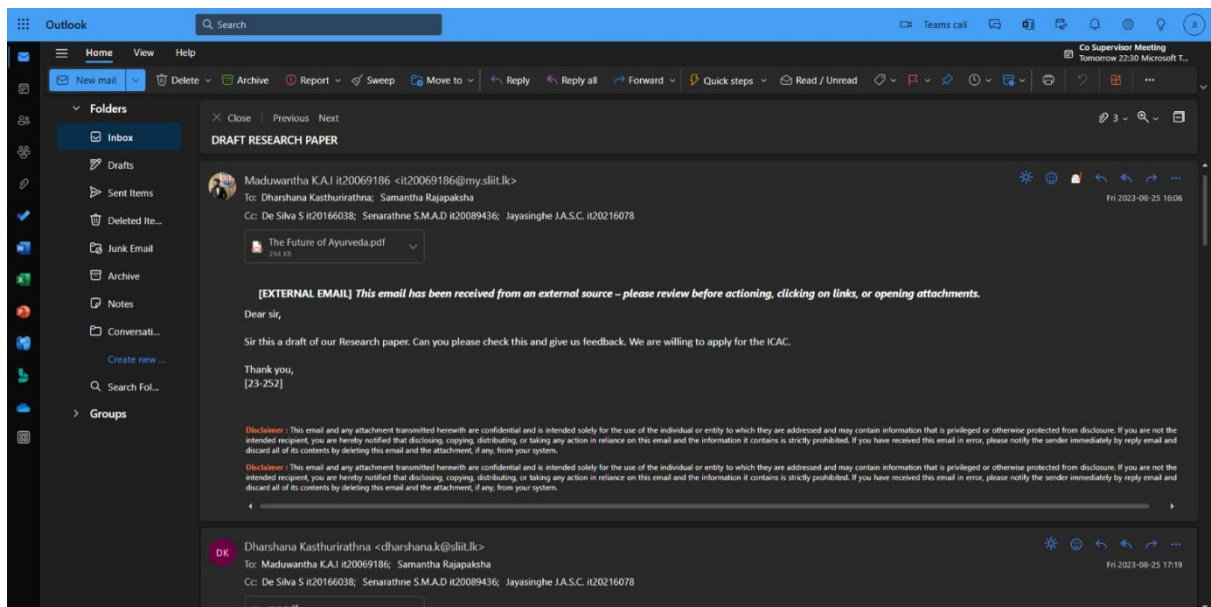 Outlook
Search
Teams call
JI
Home View Help
Co Supervisor Meeting
Tomorrow 22:30 Microsoft T...
New mail Delete Archive Report Sweep Move to Reply Reply all Forward Quick steps Read / Unread ...
Folders
Inbox
Drafts
Sent Items
Deleted Ite...
Junk Email
Archive
Notes
Conversati...
Create new ...
Search Fol...
Groups
Close | Previous Next
3
DRAFT RESEARCH PAPER
Maduwantha K.A.I it20069186 <it20069186@my.sliit.lk>
To: Dharshana Kasthurirathna; Samantha Rajapaksha
Fri 2023-08-25 16:06
Cc: De Silva S it20166038; Senarathne S.M.A.D it20089436; Jayasinghe J.A.S.C. it20216078
The Future of Ayurveda.pdf
294 KB
[EXTERNAL EMAIL] This email has been received from an external source – please review before actioning, clicking on links, or opening attachments.
Dear sir,
Sir this a draft of our Research paper. Can you please check this and give us feedback. We are willing to apply for the ICAC.
Thank you,
[23-252]
Disclaimer : This email and any attachment transmitted herewith are confidential and is intended solely for the use of the individual or entity to which they are addressed and may contain information that is privileged or otherwise protected from disclosure. If you are not the
intended recipient, you are hereby notified that disclosing, copying, distributing, or taking any action in reliance on this email and the information it contains is strictly prohibited. If you have received this email in error, please notify the sender immediately by reply email and
discard all of its contents by deleting this email and the attachment, if any, from your system.
Disclaimer : This email and any attachment transmitted herewith are confidential and is intended solely for the use of the individual or entity to which they are addressed and may contain information that is privileged or otherwise protected from disclosure. If you are not the
intended recipient, you are hereby notified that disclosing, copying, distributing, or taking any action in reliance on this email and the information it contains is strictly prohibited. If you have received this email in error, please notify the sender immediately by reply email and
discard all of its contents by deleting this email and the attachment, if any, from your system.
DK
Dharshana Kasthurirathna <dharshana.k@sliit.lk>
To: Maduwantha K.A.I it20069186; Samantha Rajapaksha
Fri 2023-08-25 17:19
Cc: De Silva S it20166038; Senarathne S.M.A.D it20089436; Jayasinghe J.A.S.C. it20216078